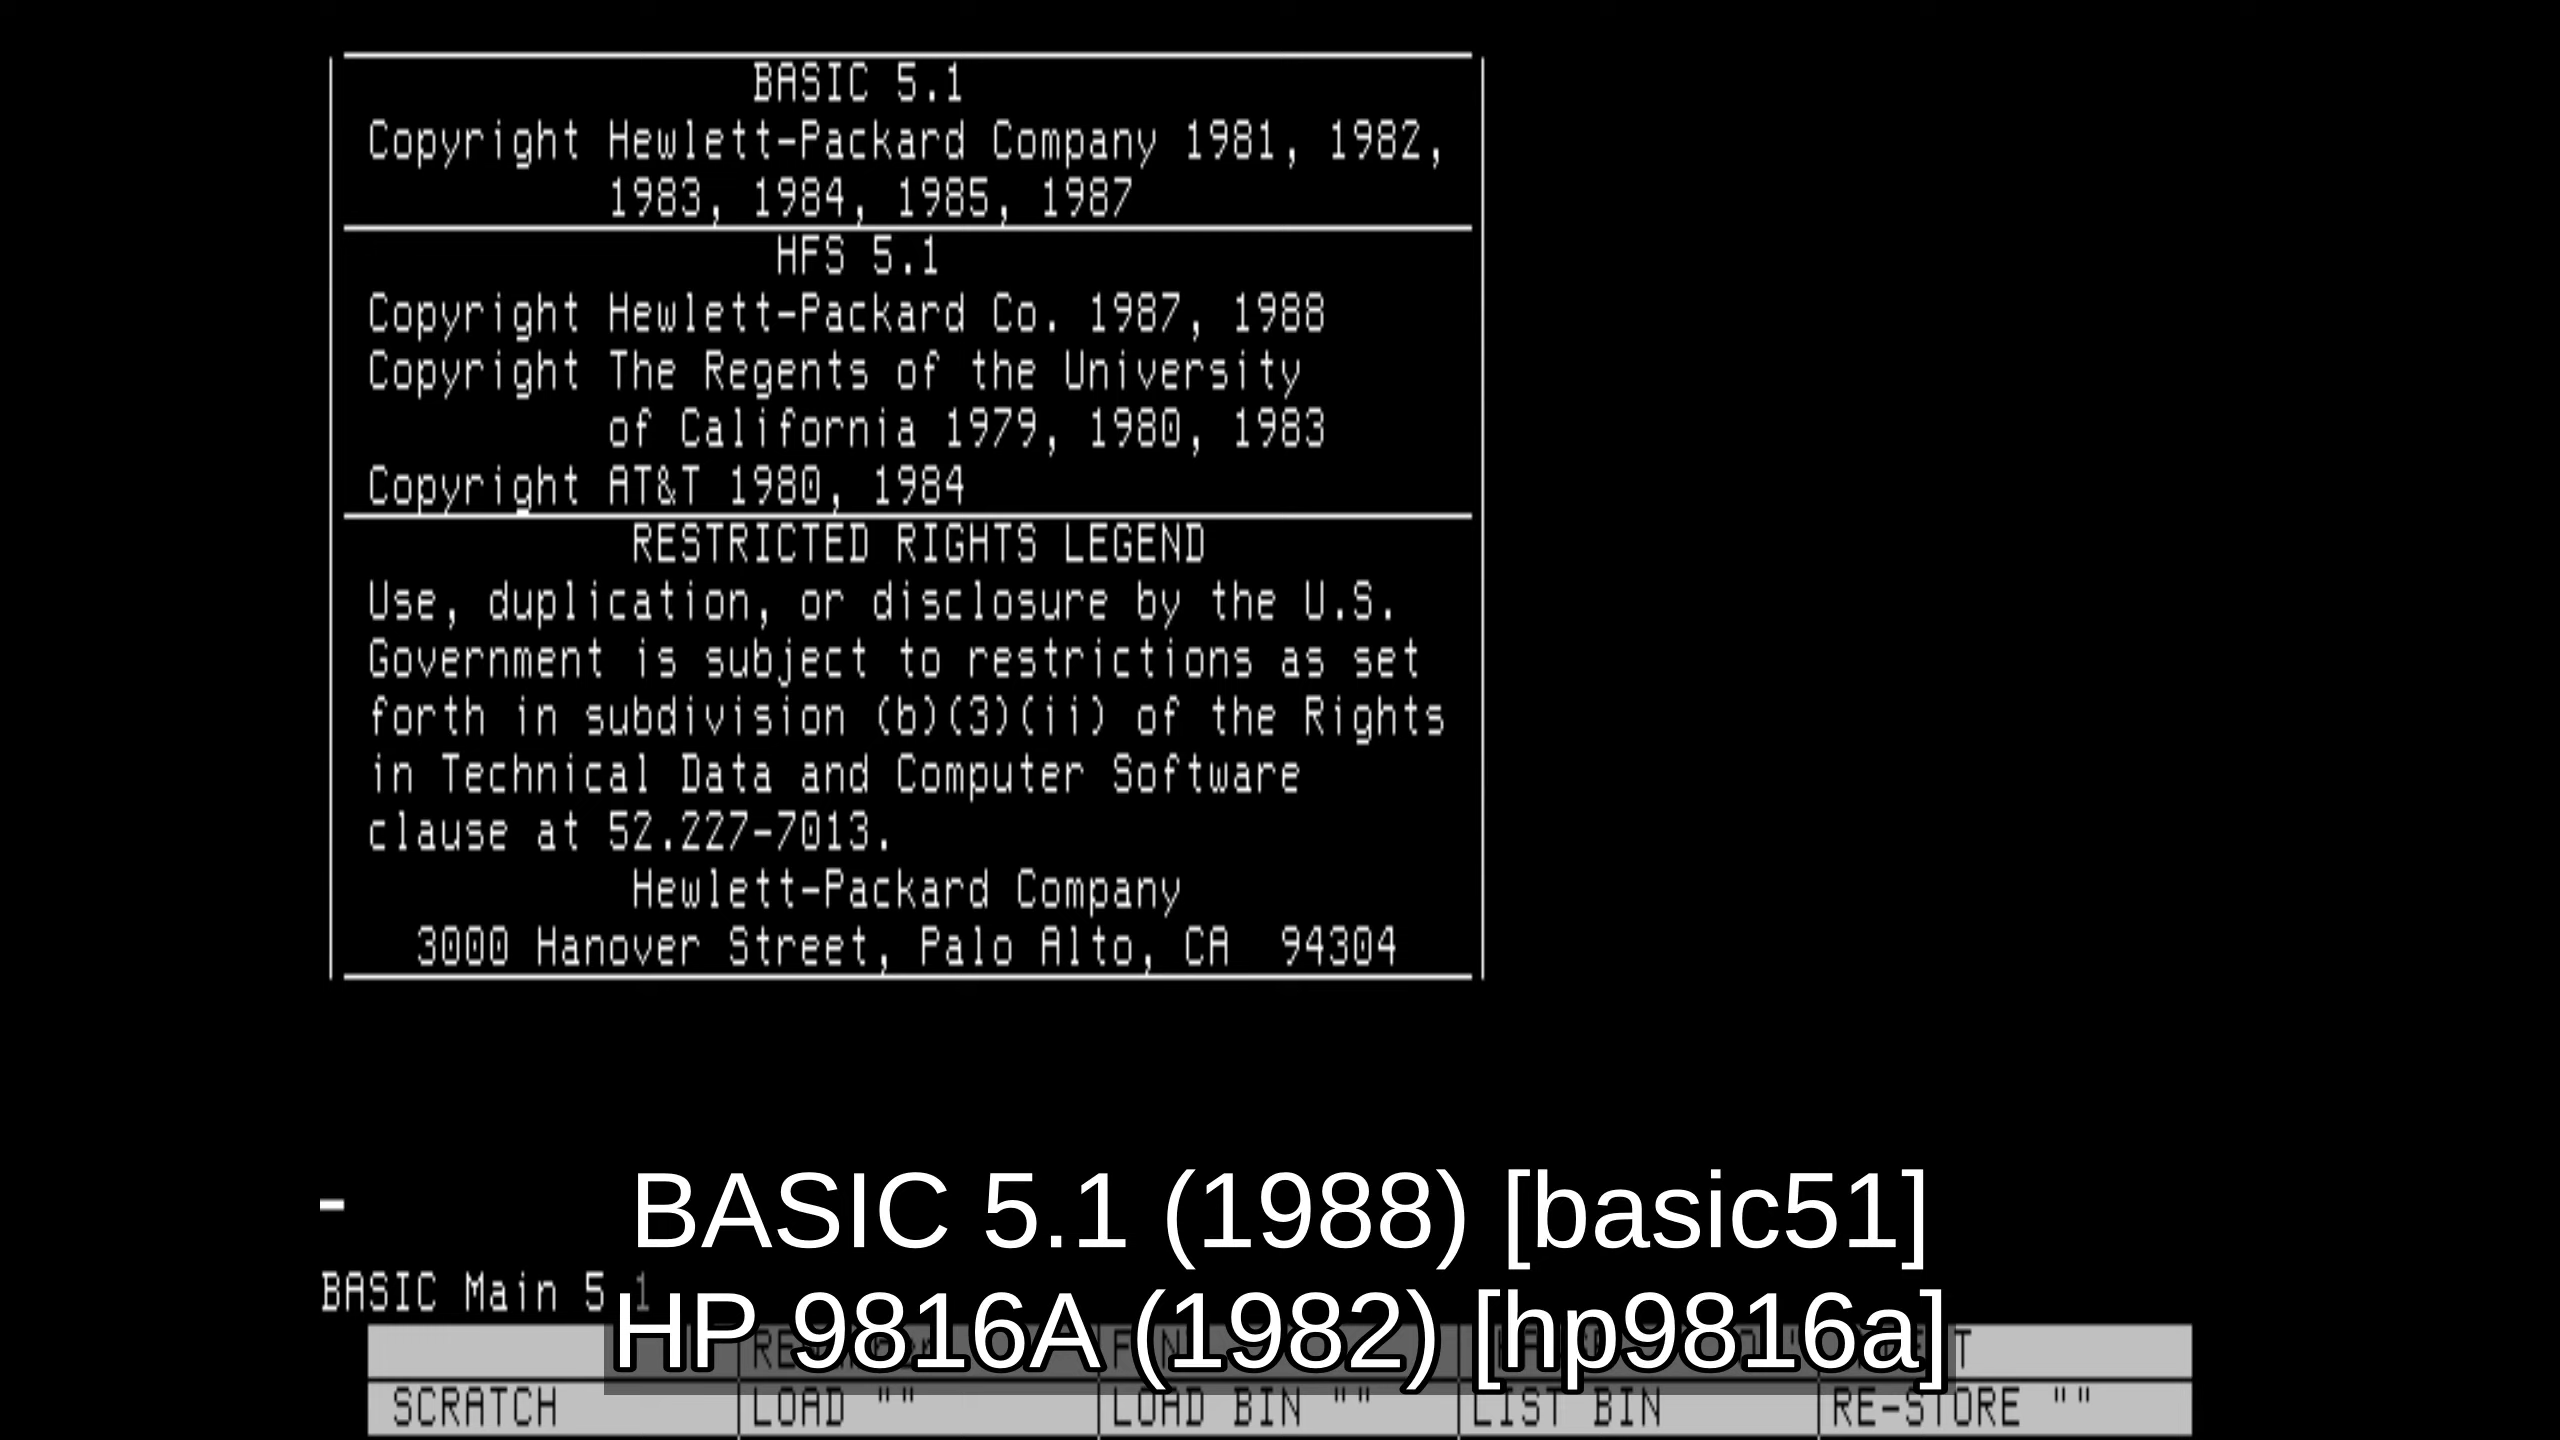 BASIC 5.1
Copyright Hewlett-Packard Company 1981, 1982,
1983, 1984, 1985, 1987
HFS 5.1
Copyright Hewlett-Packard Co. 1987, 1988
Copyright The Regents of the University
of California 1979, 1980, 1983
Copyright AT&T 1980, 1984
RESTRICTED RIGHTS LEGEND
Use, duplication, or disclosure by the U.S.
Government is subject to restrictions as set
forth in subdivision (b)(3)(ii) of the Rights
in Technical Data and Computer Software
clause at 52.227-7013.
Hewlett-Packard Company
3000 Hanover Street, Palo Alto, CA  94304
BASIC 5.1 (1988) [basic51]
BASIC Main 5.1
HP 9816A (1982) [hp9816a]
SCRATCH LOAD "" LOAD BIN "" LIST BIN RE-STORE ""